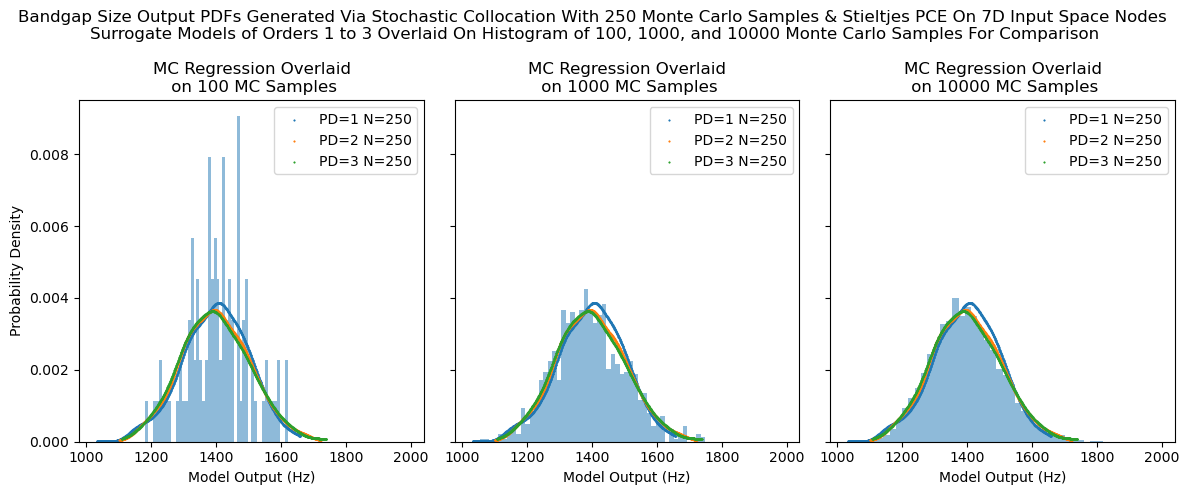 Bandgap Size Output PDFs Generated Via Stochastic Collocation With 250 Monte Carlo Samples & Stieltjes PCE On 7D Input Space Nodes
Surrogate Models of Orders 1 to 3 Overlaid On Histogram of 100, 1000, and 10000 Monte Carlo Samples For Comparison
MC Regression Overlaid
on 100 MC Samples
PD=1 N=250
PD=2 N=250
PD=3 N=250
0.008
0.006
0.004
0.002
0.000
Probability Density
1000 1200 1400 1600 1800 2000
Model Output (Hz)
MC Regression Overlaid
on 1000 MC Samples
PD=1 N=250
PD=2 N=250
PD=3 N=250
1000 1200 1400 1600 1800 2000
Model Output (Hz)
MC Regression Overlaid
on 10000 MC Samples
PD=1 N=250
PD=2 N=250
PD=3 N=250
1000 1200 1400 1600 1800 2000
Model Output (Hz)